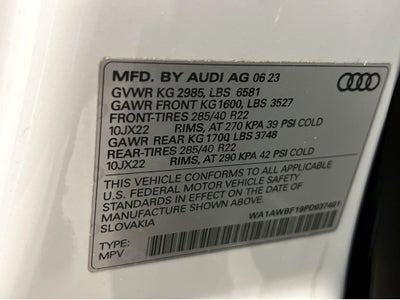 MFD. BY AUDI AG 06 23
GVWR KG 2985, LBS 6581
GAWR FRONT KG1600, LBS 3527
FRONT-TIRES 285/40 R22
10JX22 RIMS, AT 270 KPA 39 PSI COLD
GAWR REAR KG 1700, LBS 3748
REAR-TIRES 285/40 R22
10JX22 RIMS, AT 290 KPA 42 PSI COLD
THIS VEHICLE CONFORMS TO ALL APPLICABLE
U.S. FEDERAL MOTOR VEHICLE SAFETY
STANDARDS IN EFFECT ON THE DATE OF
MANUFACTURE SHOWN ABOVE.
SLOVAKIA
WA1AWBF19PD037461
TYPE:
MPV